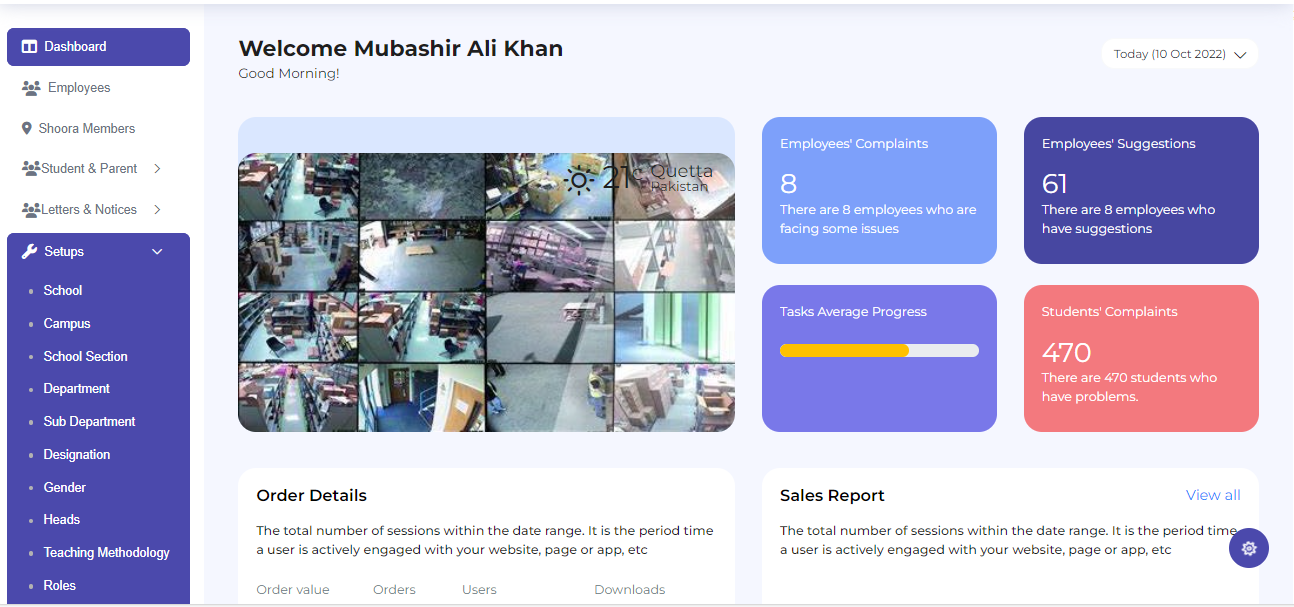 Dashboard
Employees
Shoora Members
Student & Parent
Letters & Notices
Setups
School
Campus
School Section
Department
Sub Department
Designation
Gender
Heads
Teaching Methodology
Roles
Welcome Mubashir Ali Khan
Good Morning!
Today (10 Oct 2022)
21°C Quetta
Pakistan
Employees' Complaints
8
There are 8 employees who are
facing some issues
Employees' Suggestions
61
There are 8 employees who
have suggestions
Tasks Average Progress
Students' Complaints
470
There are 470 students who
have problems.
Order Details
The total number of sessions within the date range. It is the period time
a user is actively engaged with your website, page or app, etc
Order value Orders Users Downloads
Sales Report
View all
The total number of sessions within the date range. It is the period time
a user is actively engaged with your website, page or app, etc